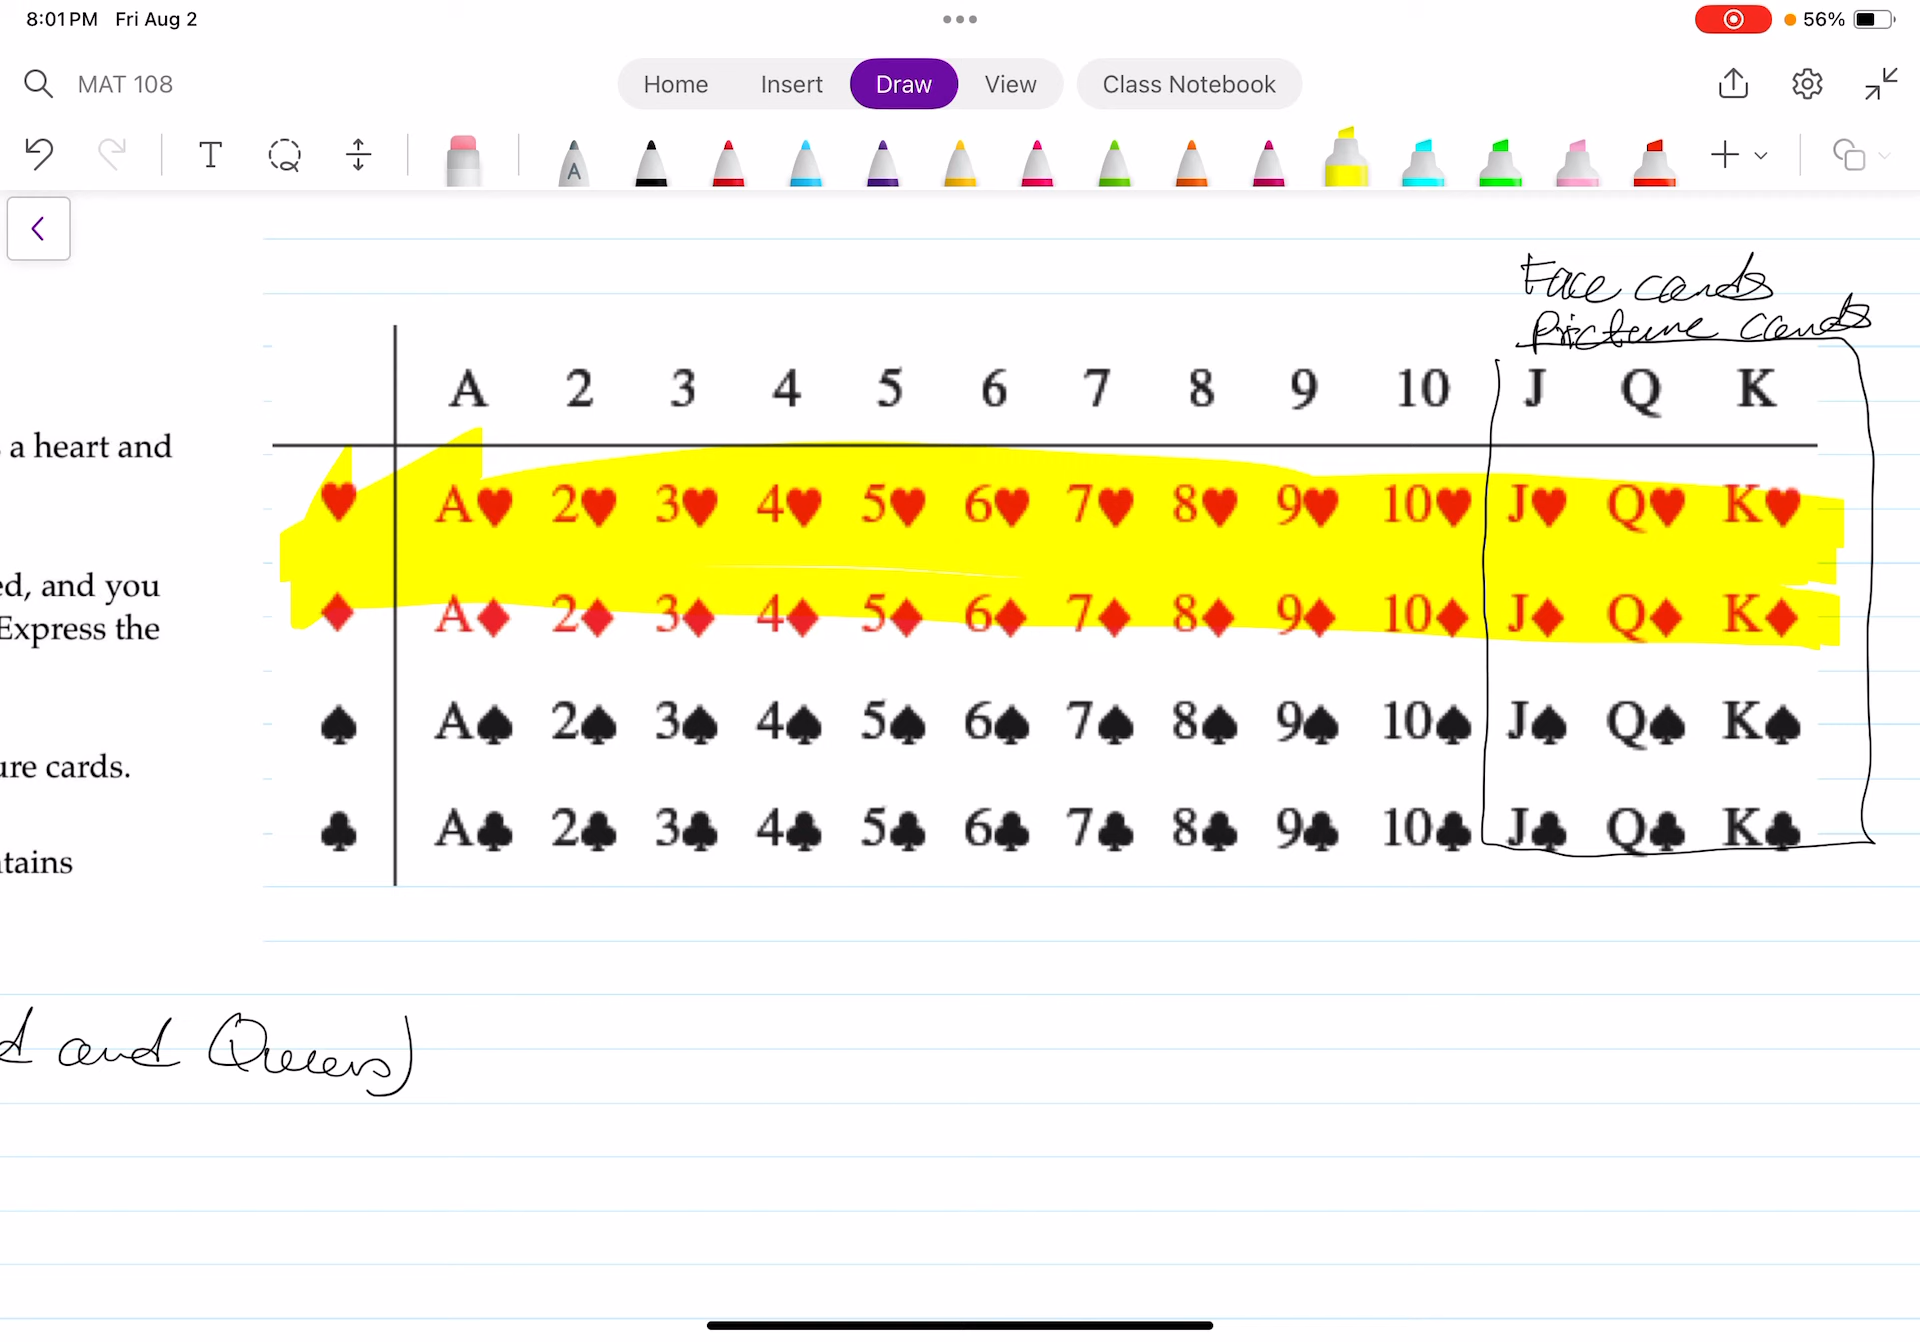 8:01 PM Fri Aug 2 56%
MAT 108 Home Insert Draw View Class Notebook
T A
Face cards
Picture cards
A 2 3 4 5 6 7 8 9 10 J Q K
♥ A♥ 2♥ 3♥ 4♥ 5♥ 6♥ 7♥ 8♥ 9♥ 10♥ J♥ Q♥ K♥
♦ A♦ 2♦ 3♦ 4♦ 5♦ 6♦ 7♦ 8♦ 9♦ 10♦ J♦ Q♦ K♦
♠ A♠ 2♠ 3♠ 4♠ 5♠ 6♠ 7♠ 8♠ 9♠ 10♠ J♠ Q♠ K♠
♣ A♣ 2♣ 3♣ 4♣ 5♣ 6♣ 7♣ 8♣ 9♣ 10♣ J♣ Q♣ K♣
a heart and
ed, and you
Express the
ure cards.
tains
d and Queens)